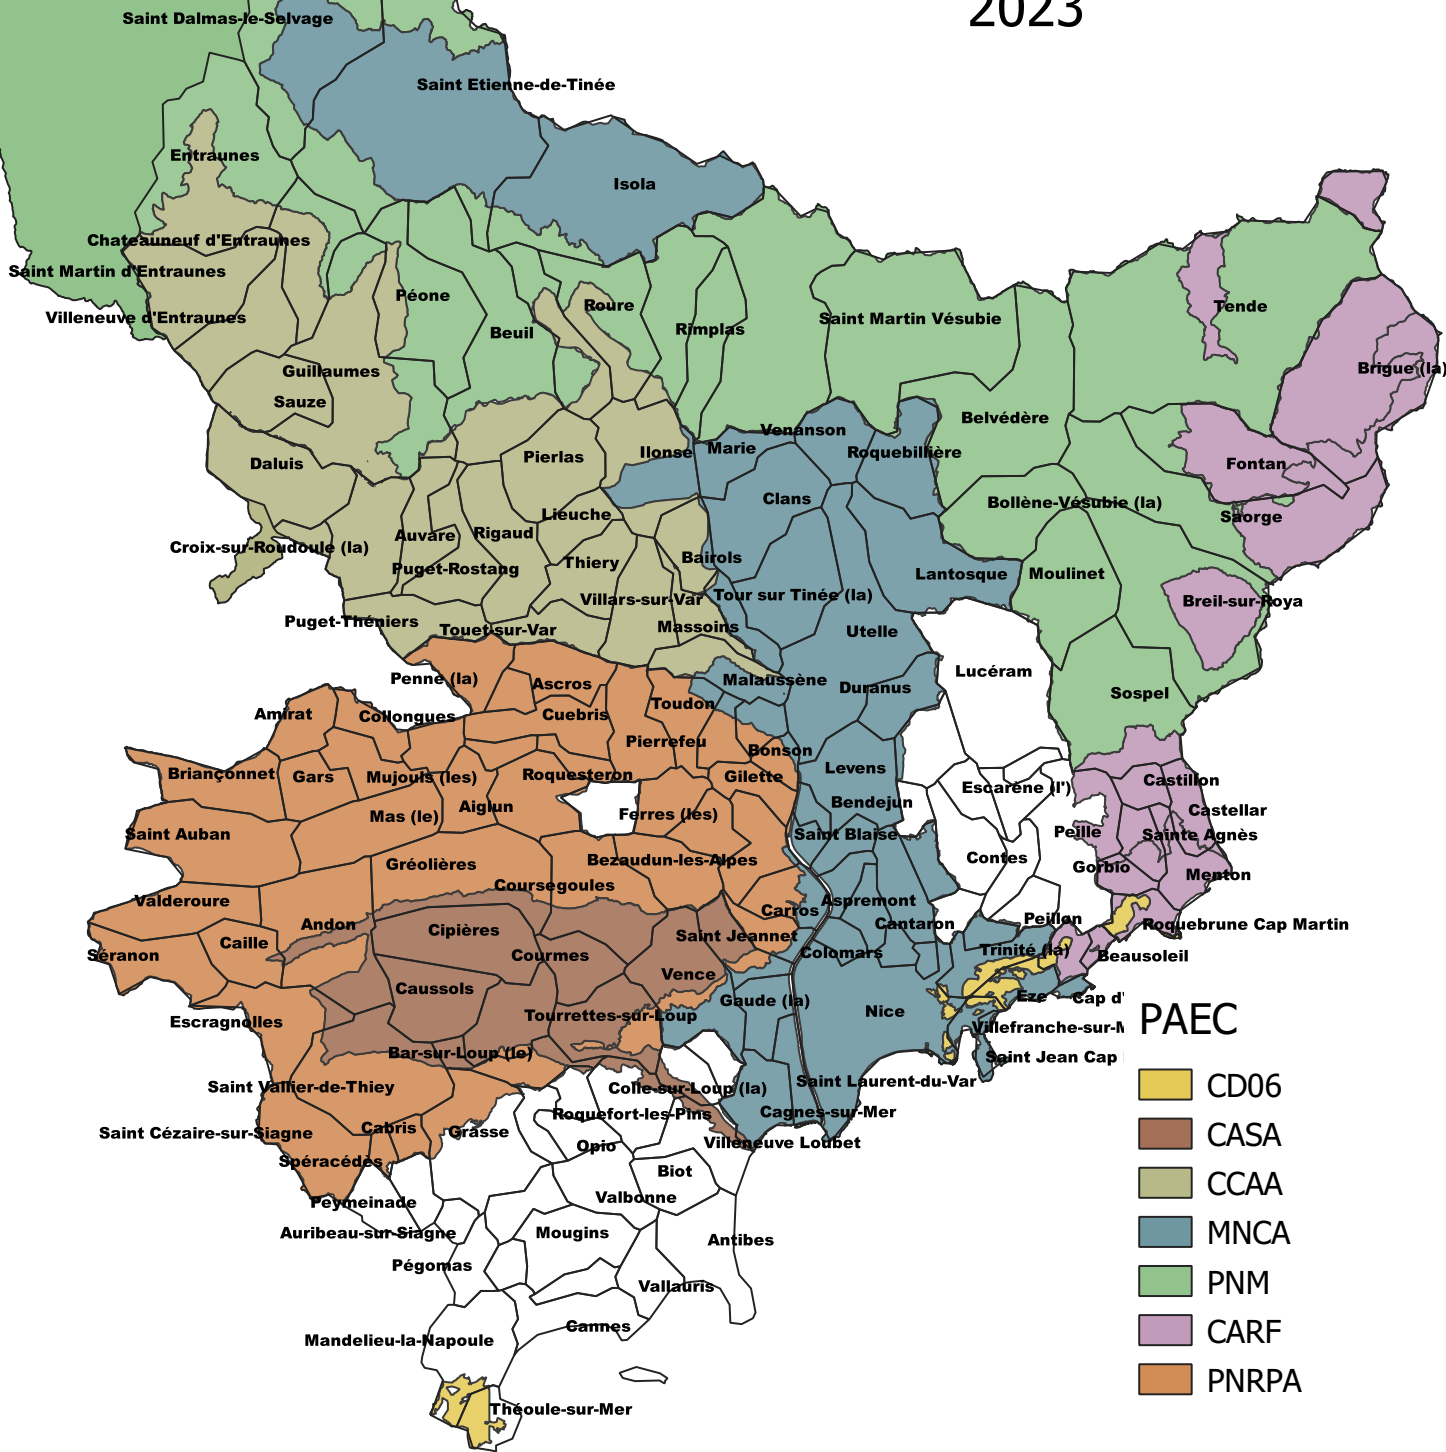 2023
Saint Dalmas-le-Selvage
Saint Etienne-de-Tinée
Entraunes
Isola
Chateauneuf d'Entraunes
Saint Martin d'Entraunes
Péone
Roure
Tende
Villeneuve d'Entraunes
Beuil
Rimplas
Saint Martin Vésubie
Guillaumes
Brigue (la)
Sauze
Belvédère
Venanson
Daluis
Pierlas
Ilonse
Marie
Roquebillière
Fontan
Clans
Bollène-Vésubie (la)
Lieuche
Saorge
Croix-sur-Roudoule (la)
Auvare
Rigaud
Puget-Rostang
Thiery
Bairols
Lantosque
Moulinet
Villars-sur-Var
Tour sur Tinée (la)
Breil-sur-Roya
Puget-Théniers
Touet-sur-Var
Massoins
Utelle
Penne (la)
Ascros
Malaussène
Duranus
Lucéram
Sospel
Amirat
Collongues
Cuebris
Toudon
Pierrefeu
Bonson
Briançonnet
Gars
Mujouls (les)
Roquesteron
Gilette
Levens
Escarène (l')
Castillon
Mas (le)
Aiglun
Ferres (les)
Bendejun
Castellar
Saint Auban
Saint Blaise
Peille
Sainte Agnès
Gréolières
Bezaudun-les-Alpes
Contes
Gorbio
Menton
Coursegoules
Valderoure
Aspremont
Carros
Andon
Cipières
Cantaron
Peillon
Roquebrune Cap Martin
Séranon
Caille
Courmes
Saint Jeannet
Colomars
Trinité (la)
Beausoleil
Caussols
Vence
Gaude (la)
Eze
Cap d'
Escragnolles
Tourrettes-sur-Loup
Nice
Villefranche-sur-M
Bar-sur-Loup (le)
Saint Jean Cap
Saint Vallier-de-Thiey
Colle-sur-Loup (la)
Saint Laurent-du-Var
Roquefort-les-Pins
Cagnes-sur-Mer
Saint Cézaire-sur-Siagne
Cabris
Grasse
Opio
Villeneuve Loubet
Spéracédès
Biot
Peymeinade
Valbonne
Auribeau-sur-Siagne
Mougins
Antibes
Pégomas
Vallauris
Mandelieu-la-Napoule
Cannes
Théoule-sur-Mer
PAEC
CD06
CASA
CCAA
MNCA
PNM
CARF
PNRPA